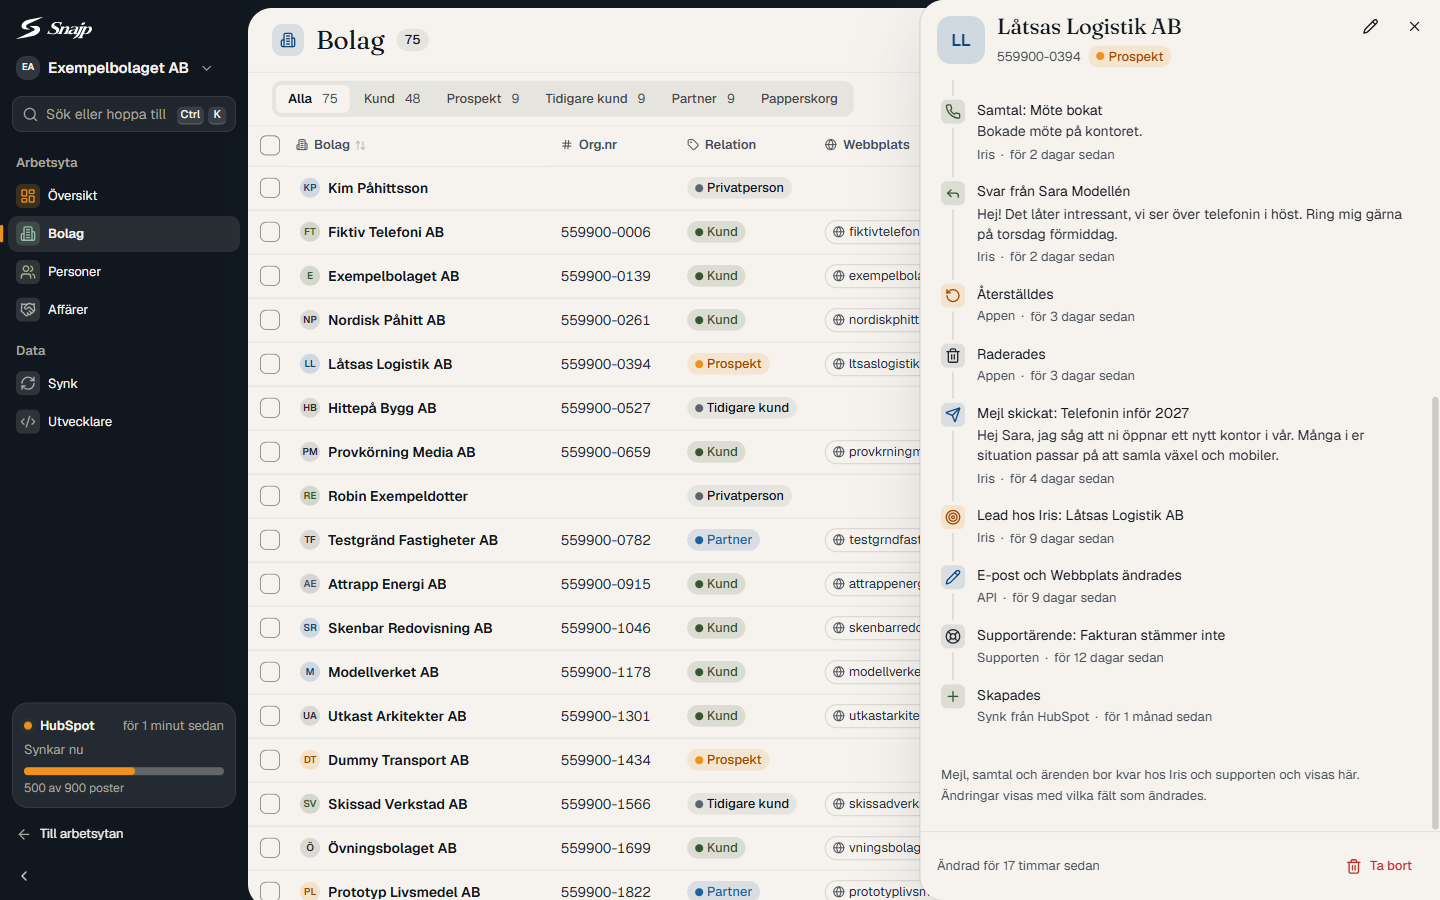 Snajp
EA Exempelbolaget AB
Sök eller hoppa till Ctrl K
Arbetsyta
Översikt
Bolag
Personer
Affärer
Data
Synk
Utvecklare
HubSpot för 1 minut sedan
Synkar nu
500 av 900 poster
Till arbetsytan
Bolag 75
Alla 75 Kund 48 Prospekt 9 Tidigare kund 9 Partner 9 Papperskorg
Bolag # Org.nr Relation Webbplats
KP Kim Påhittsson Privatperson
FT Fiktiv Telefoni AB 559900-0006 Kund fiktivtelefon
E Exempelbolaget AB 559900-0139 Kund exempelbola
NP Nordisk Påhitt AB 559900-0261 Kund nordiskphitt
LL Låtsas Logistik AB 559900-0394 Prospekt ltsaslogistik
HB Hittepå Bygg AB 559900-0527 Tidigare kund
PM Provkörning Media AB 559900-0659 Kund provkrningm
RE Robin Exempeldotter Privatperson
TF Testgränd Fastigheter AB 559900-0782 Partner testgrndfast
AE Attrapp Energi AB 559900-0915 Kund attrappenerg
SR Skenbar Redovisning AB 559900-1046 Kund skenbarredo
M Modellverket AB 559900-1178 Kund modellverke
UA Utkast Arkitekter AB 559900-1301 Kund utkastarkite
DT Dummy Transport AB 559900-1434 Prospekt
SV Skissad Verkstad AB 559900-1566 Tidigare kund skissadverk
Ö Övningsbolaget AB 559900-1699 Kund vningsbolag
PL Prototyp Livsmedel AB 559900-1822 Partner prototyplivsm
LL Låtsas Logistik AB
559900-0394 Prospekt
Samtal: Möte bokat
Bokade möte på kontoret.
Iris · för 2 dagar sedan
Svar från Sara Modellén
Hej! Det låter intressant, vi ser över telefonin i höst. Ring mig gärna
på torsdag förmiddag.
Iris · för 2 dagar sedan
Återställdes
Appen · för 3 dagar sedan
Raderades
Appen · för 3 dagar sedan
Mejl skickat: Telefonin inför 2027
Hej Sara, jag såg att ni öppnar ett nytt kontor i vår. Många i er
situation passar på att samla växel och mobiler.
Iris · för 4 dagar sedan
Lead hos Iris: Låtsas Logistik AB
Iris · för 9 dagar sedan
E-post och Webbplats ändrades
API · för 9 dagar sedan
Supportärende: Fakturan stämmer inte
Supporten · för 12 dagar sedan
Skapades
Synk från HubSpot · för 1 månad sedan
Mejl, samtal och ärenden bor kvar hos Iris och supporten och visas här.
Ändringar visas med vilka fält som ändrades.
Ändrad för 17 timmar sedan Ta bort